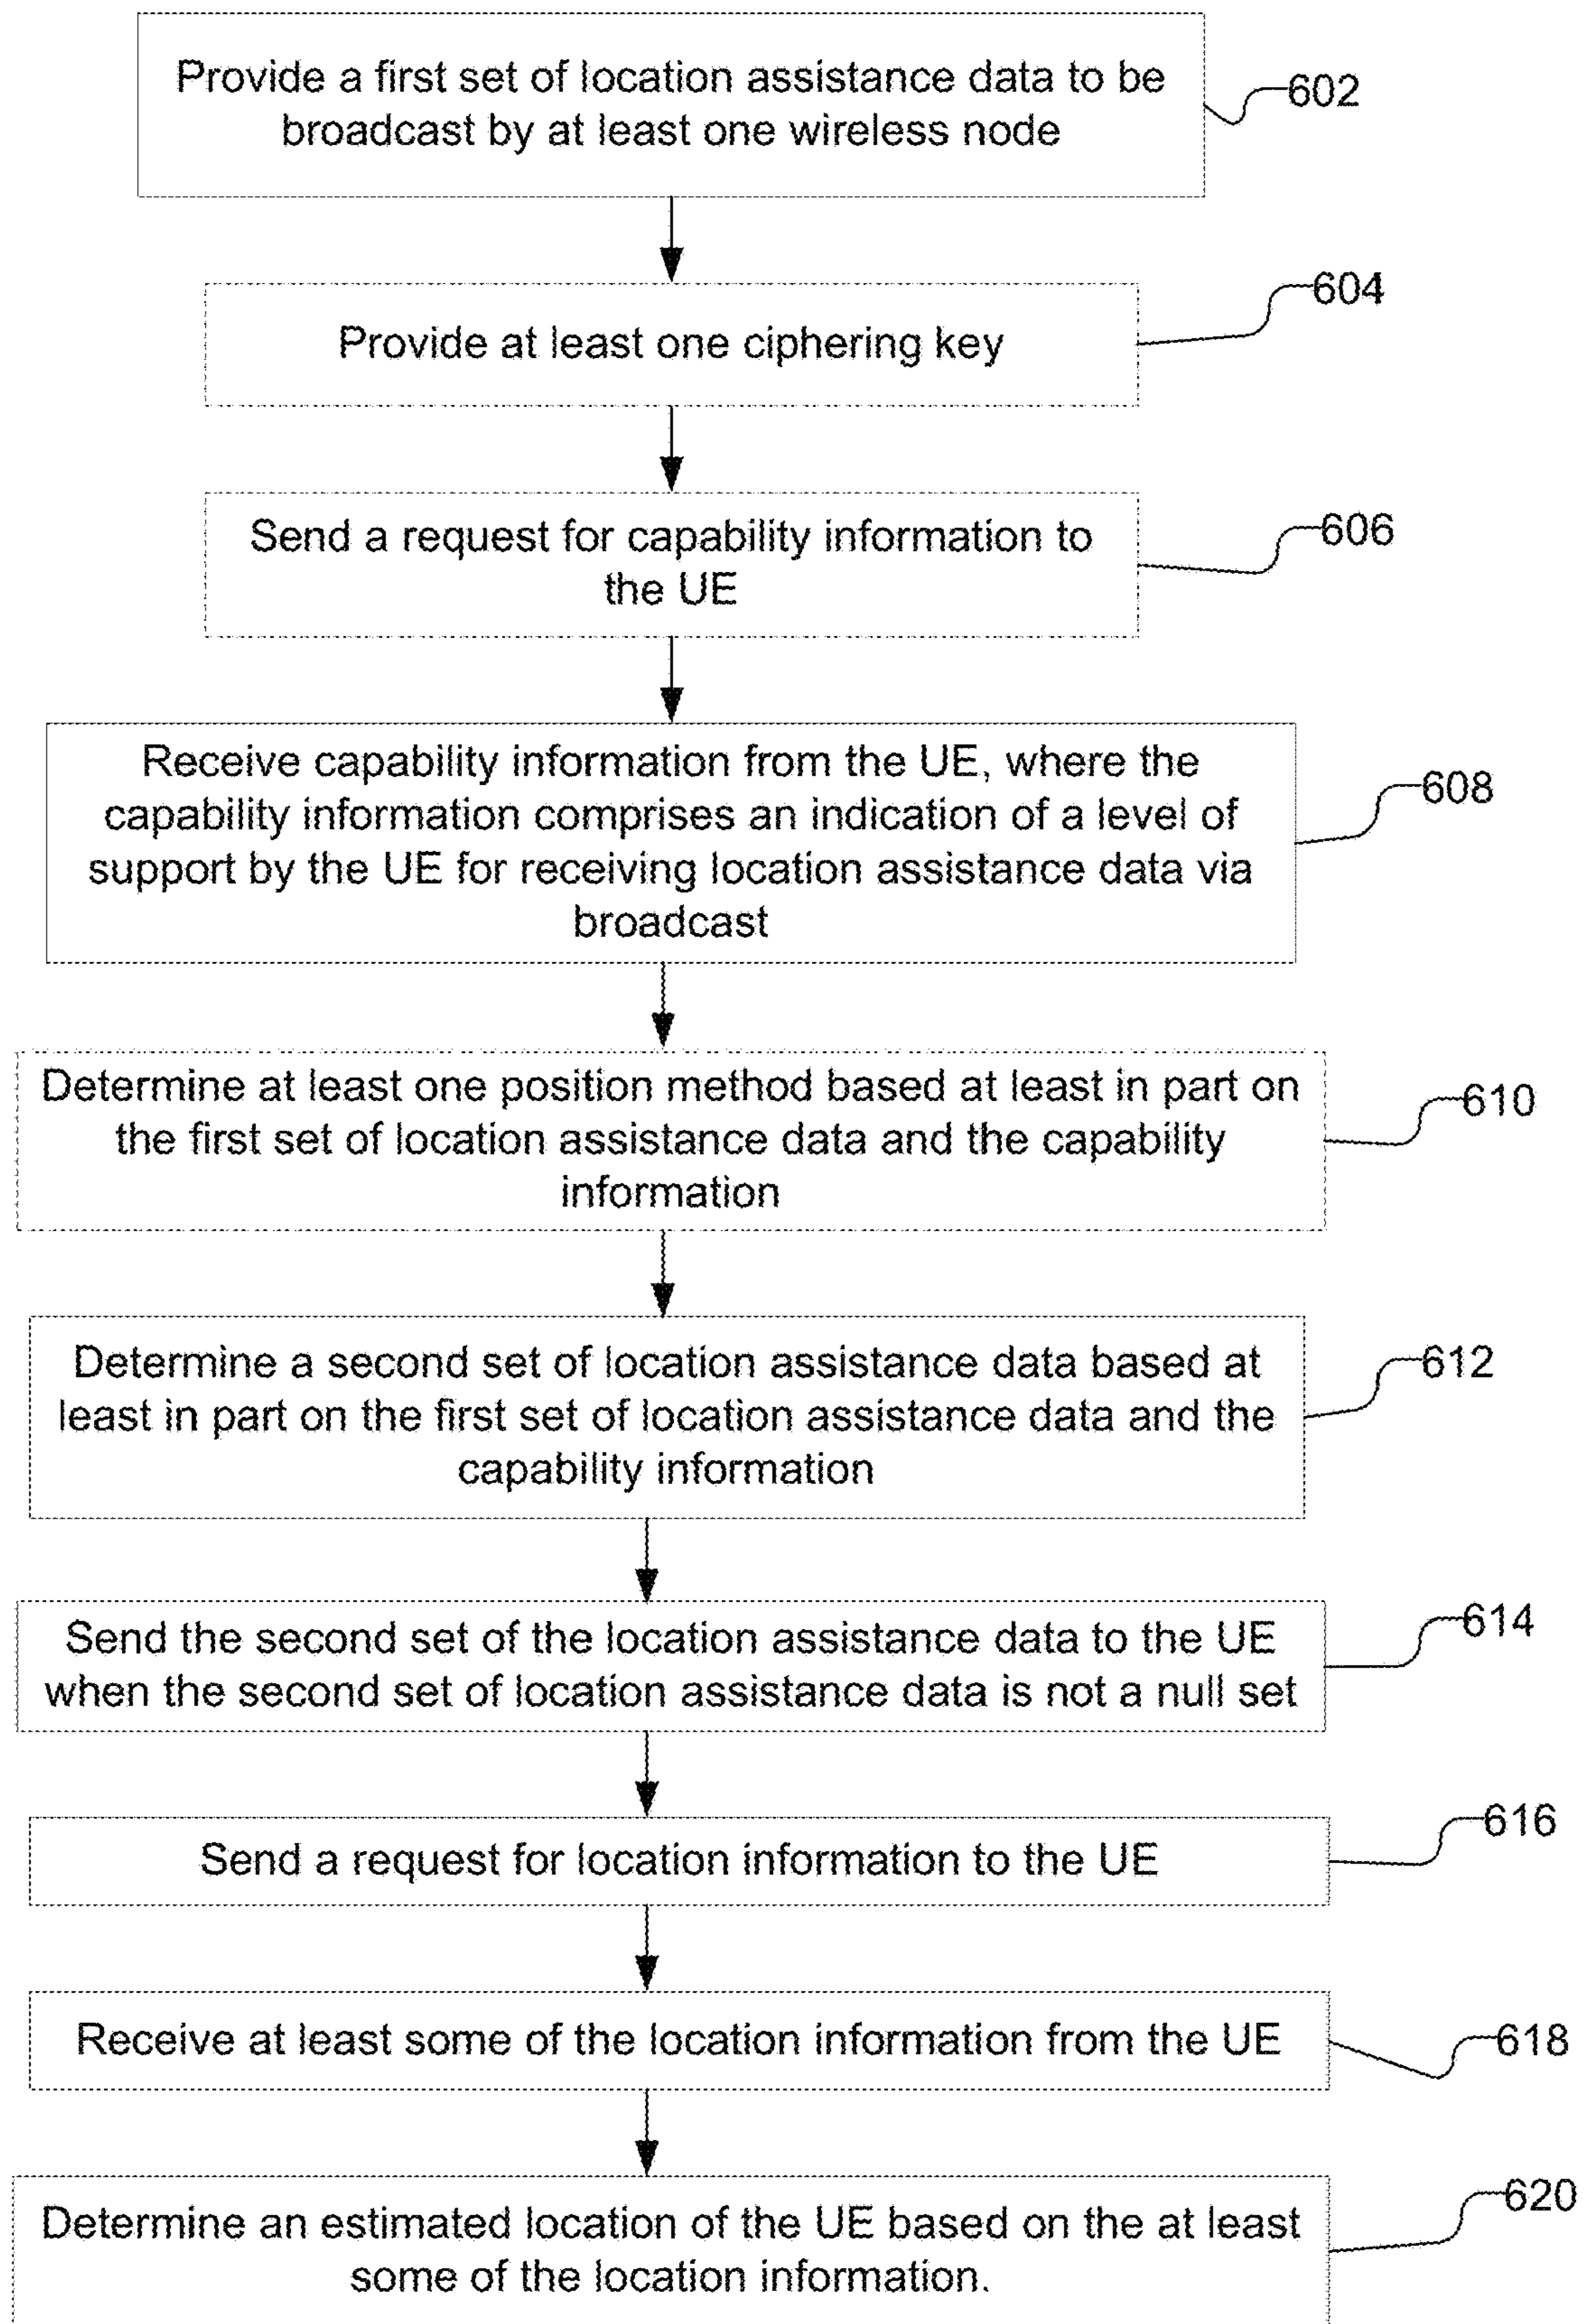 Provide a first set of location assistance data to be
broadcast by at least one wireless node
602
604
Provide at least one ciphering key
Send a request for capability information to
the UE
606
Receive capability information from the UE, where the
capability information comprises an indication of a level of
support by the UE for receiving location assistance data via
broadcast
608
Determine at least one position method based at least in part on
the first set of location assistance data and the capability
information
610
Determine a second set of location assistance data based at
least in part on the first set of location assistance data and the
capability information
612
Send the second set of the location assistance data to the UE
when the second set of location assistance data is not a null set
614
Send a request for location information to the UE
616
Receive at least some of the location information from the UE
618
Determine an estimated location of the UE based on the at least
some of the location information.
620